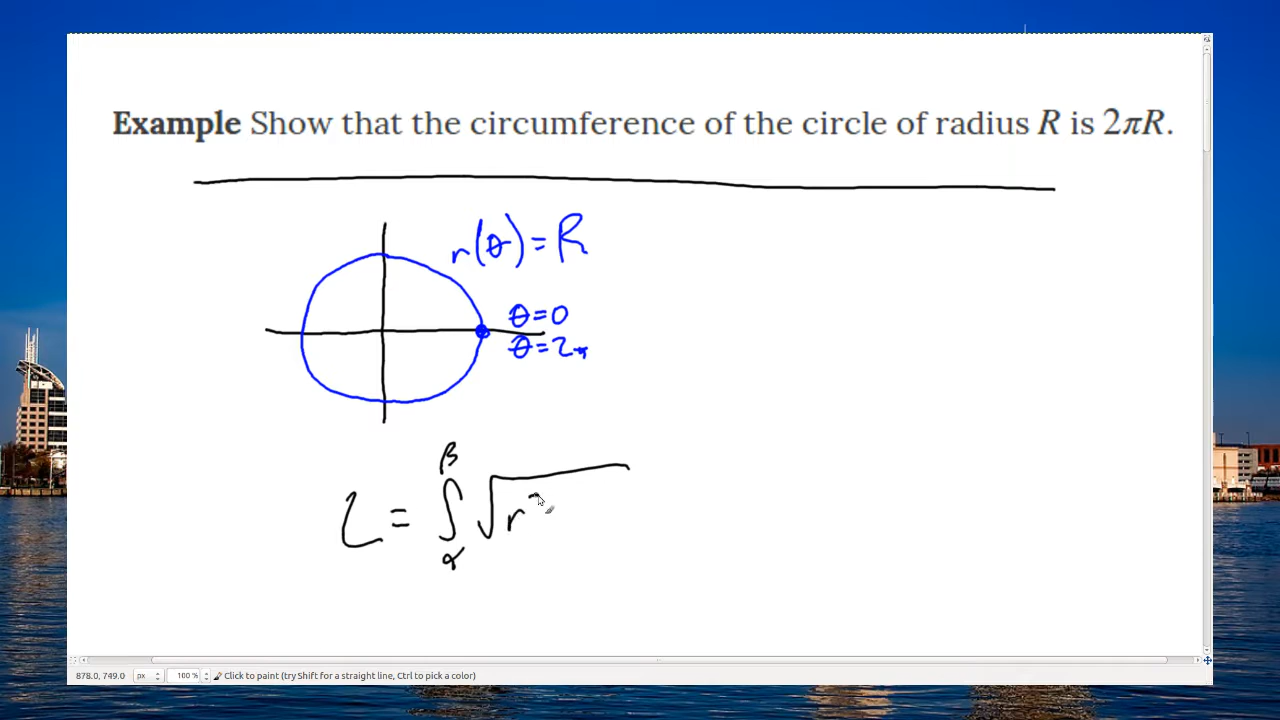 Example Show that the circumference of the circle of radius R is 2πR.
r(θ) = R
θ = 0
θ = 2π
β
L = ∫ √r
α
878.0, 749.0 px 100 % Click to paint (try Shift for a straight line, Ctrl to pick a color)